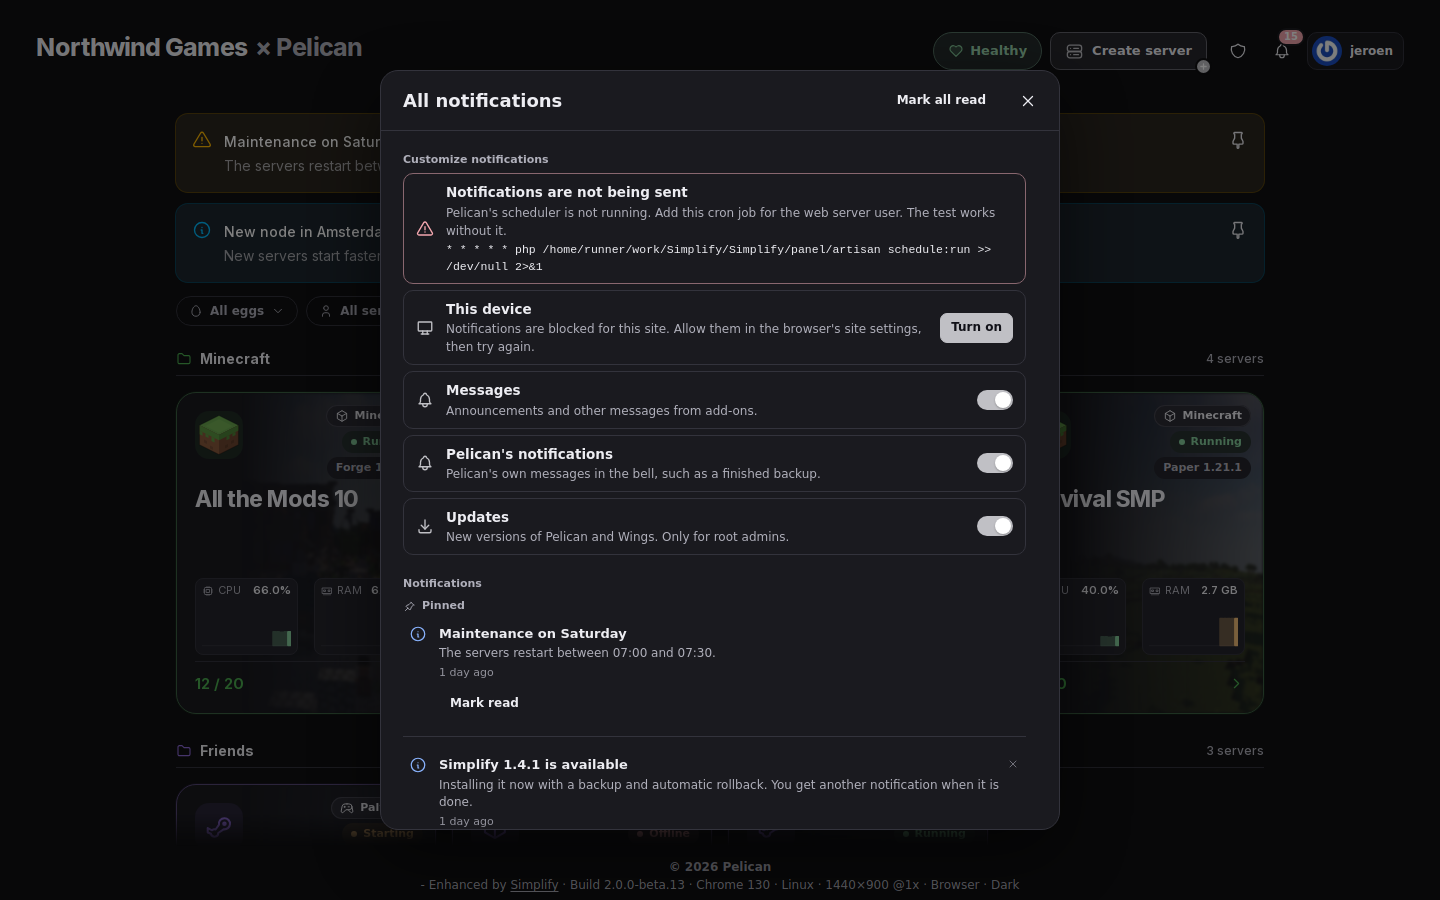 Northwind Games × Pelican
Healthy
Create server
15
jeroen
All notifications
Mark all read
Maintenance on Satur
The servers restart betw
New node in Amsterda
New servers start faster
All eggs
All ser
Minecraft
4 servers
Customize notifications
Notifications are not being sent
Pelican's scheduler is not running. Add this cron job for the web server user. The test works
without it.
* * * * * php /home/runner/work/Simplify/Simplify/panel/artisan schedule:run >>
/dev/null 2>&1
This device
Notifications are blocked for this site. Allow them in the browser's site settings,
then try again.
Turn on
Messages
Announcements and other messages from add-ons.
Pelican's notifications
Pelican's own messages in the bell, such as a finished backup.
Updates
New versions of Pelican and Wings. Only for root admins.
Mine
Ru
Forge 1
All the Mods 10
CPU 66.0%
RAM 6
12 / 20
Minecraft
Running
Paper 1.21.1
vival SMP
U 40.0%
RAM 2.7 GB
0
Notifications
Pinned
Maintenance on Saturday
The servers restart between 07:00 and 07:30.
1 day ago
Mark read
Simplify 1.4.1 is available
Installing it now with a backup and automatic rollback. You get another notification when it is
done.
1 day ago
Friends
3 servers
Pal
Starting
Offline
Running
© 2026 Pelican
- Enhanced by Simplify · Build 2.0.0-beta.13 · Chrome 130 · Linux · 1440×900 @1x · Browser · Dark